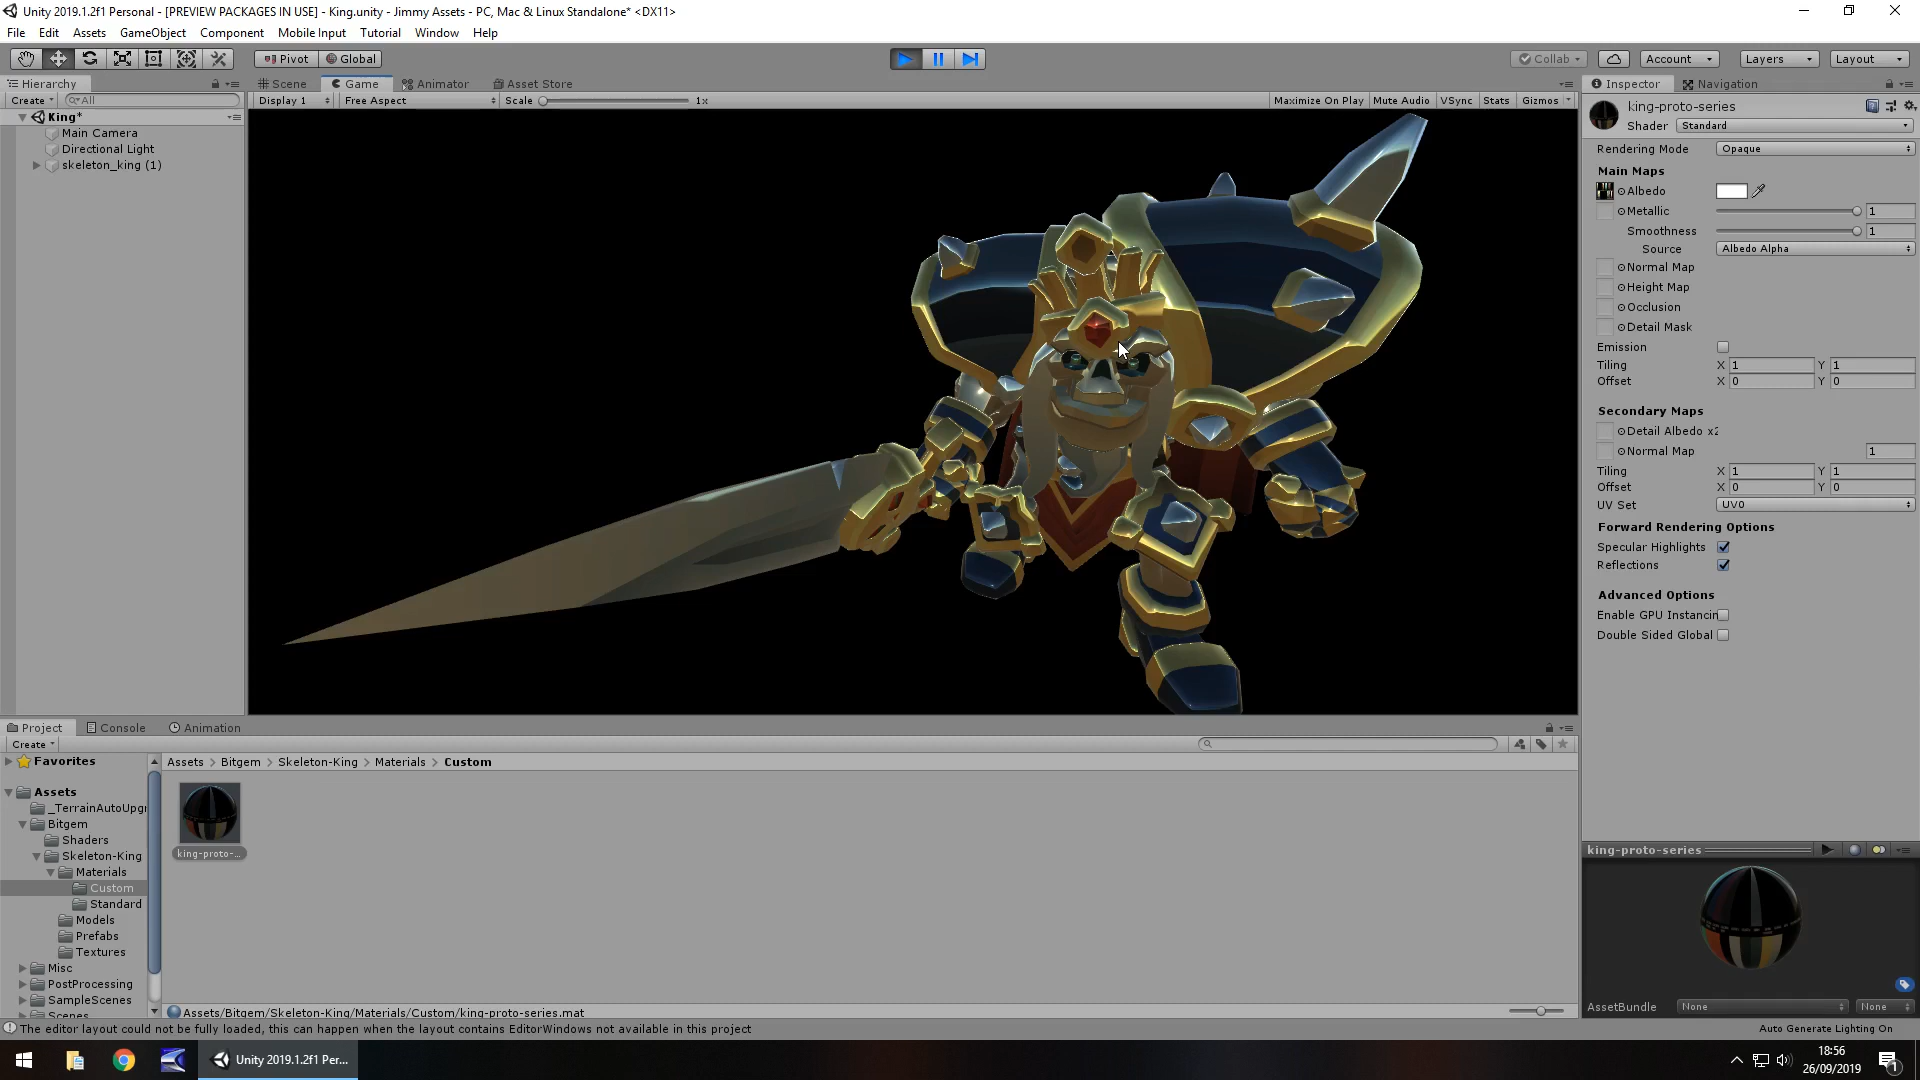 Unity 2019.1.2f1 Personal - [PREVIEW PACKAGES IN USE] - King.unity - Jimmy Assets - PC, Mac & Linux Standalone* <DX11>
File Edit Assets GameObject Component Mobile Input Tutorial Window Help
Pivot Global Collab Account Layers Layout
Hierarchy Scene Game Animator Asset Store Inspector Navigation
Create All Display 1 Free Aspect Scale 1x Maximize On Play Mute Audio VSync Stats Gizmos
King*
Main Camera
Directional Light
skeleton_king (1)
king-proto-series
Shader Standard
Rendering Mode Opaque
Main Maps
Albedo
Metallic 1
Smoothness 1
Source Albedo Alpha
Normal Map
Height Map
Occlusion
Detail Mask
Emission
Tiling X 1 Y 1
Offset X 0 Y 0
Secondary Maps
Detail Albedo x2
Normal Map 1
Tiling X 1 Y 1
Offset X 0 Y 0
UV Set UV0
Forward Rendering Options
Specular Highlights
Reflections
Advanced Options
Enable GPU Instancin
Double Sided Global
Project Console Animation
Create
Favorites
Assets
_TerrainAutoUpgr
Bitgem
Shaders
Skeleton-King
Materials
Custom
Standard
Models
Prefabs
Textures
Misc
PostProcessing
SampleScenes
Scenes
Assets > Bitgem > Skeleton-King > Materials > Custom
king-proto-...
Assets/Bitgem/Skeleton-King/Materials/Custom/king-proto-series.mat
king-proto-series
AssetBundle None None
The editor layout could not be fully loaded, this can happen when the layout contains EditorWindows not available in this project
Auto Generate Lighting On
Unity 2019.1.2f1 Per...
18:56
26/09/2019
1